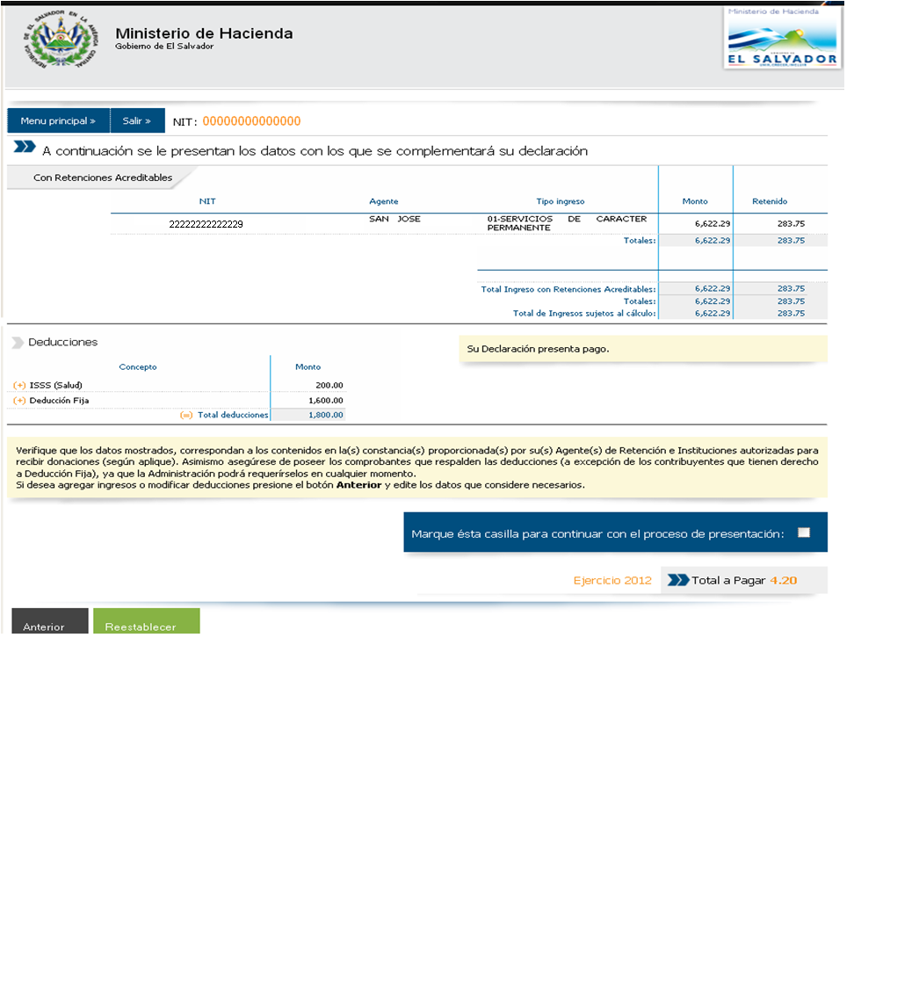 REPUBLICA DE EL SALVADOR EN LA AMERICA CENTRAL
Ministerio de Hacienda
Gobierno de El Salvador
Ministerio de Hacienda
EL SALVADOR
Menu principal » Salir » NIT: 00000000000000
A continuación se le presentan los datos con los que se complementará su declaración
Con Retenciones Acreditables
NIT Agente Tipo ingreso Monto Retenido
22222222222229 SAN JOSE 01-SERVICIOS DE CARACTER PERMANENTE 6,622.29 283.75
Totales: 6,622.29 283.75
Total Ingreso con Retenciones Acreditables: 6,622.29 283.75
Totales: 6,622.29 283.75
Total de Ingresos sujetos al cálculo: 6,622.29 283.75
Deducciones
Su Declaración presenta pago.
Concepto Monto
(+) ISSS (Salud) 200.00
(+) Deducción Fija 1,600.00
(=) Total deducciones 1,800.00
Verifique que los datos mostrados, correspondan a los contenidos en la(s) constancia(s) proporcionada(s) por su(s) Agente(s) de Retención e Instituciones autorizadas para
recibir donaciones (según aplique). Asimismo asegúrese de poseer los comprobantes que respalden las deducciones (a excepción de los contribuyentes que tienen derecho
a Deducción Fija), ya que la Administración podrá requerírselos en cualquier momento.
Si desea agregar ingresos o modificar deducciones presione el botón Anterior y edite los datos que considere necesarios.
Marque ésta casilla para continuar con el proceso de presentación:
Ejercicio 2012 Total a Pagar 4.20
Anterior Reestablecer